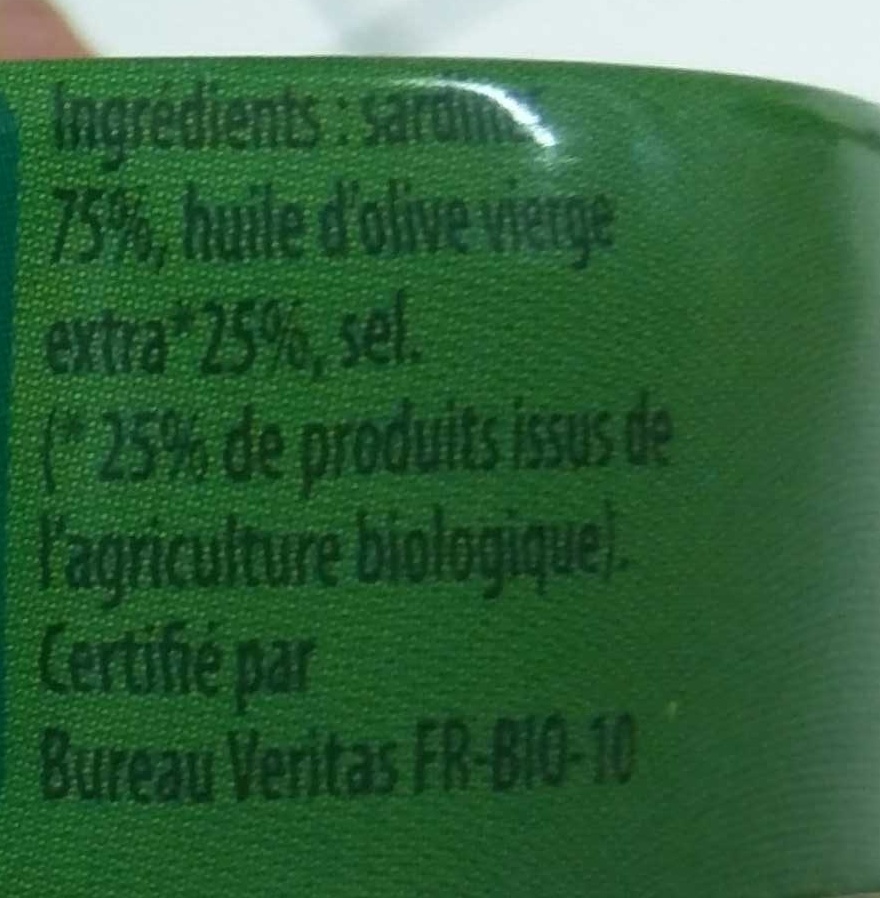 Ingrédients : sardines
75%, huile d'olive vierge
extra* 25%, sel.
(* 25% de produits issus de
l'agriculture biologique).
Certifié par
Bureau Veritas FR-BIO-10